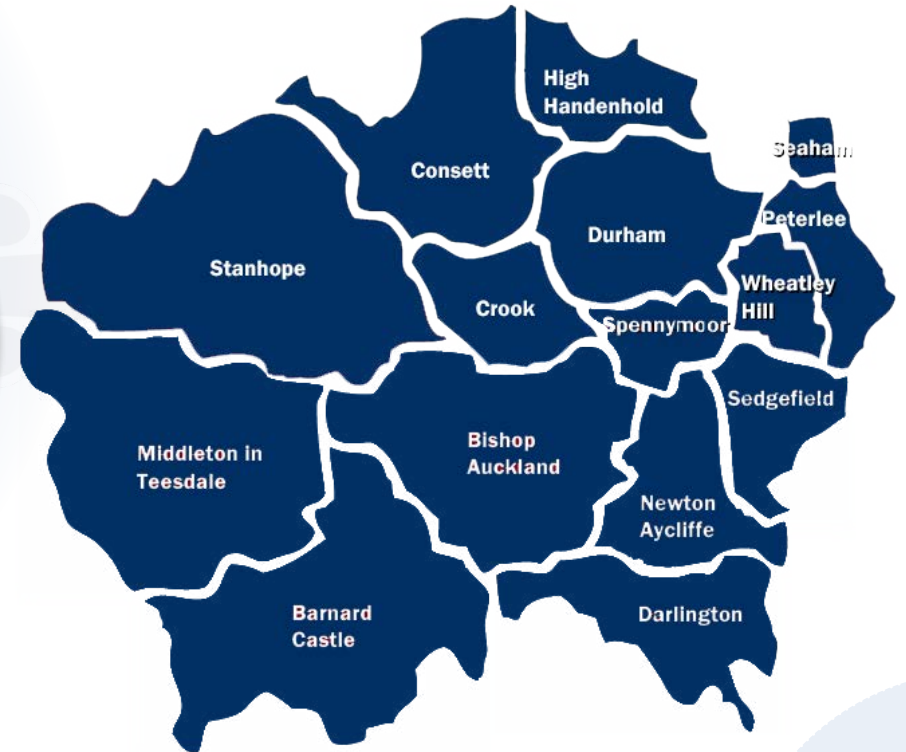 High
Handenhold
Seaham
Consett
Peterlee
Durham
Stanhope
Wheatley
Hill
Crook
Spennymoor
Sedgefield
Bishop
Auckland
Middleton in
Teesdale
Newton
Aycliffe
Barnard
Castle
Darlington